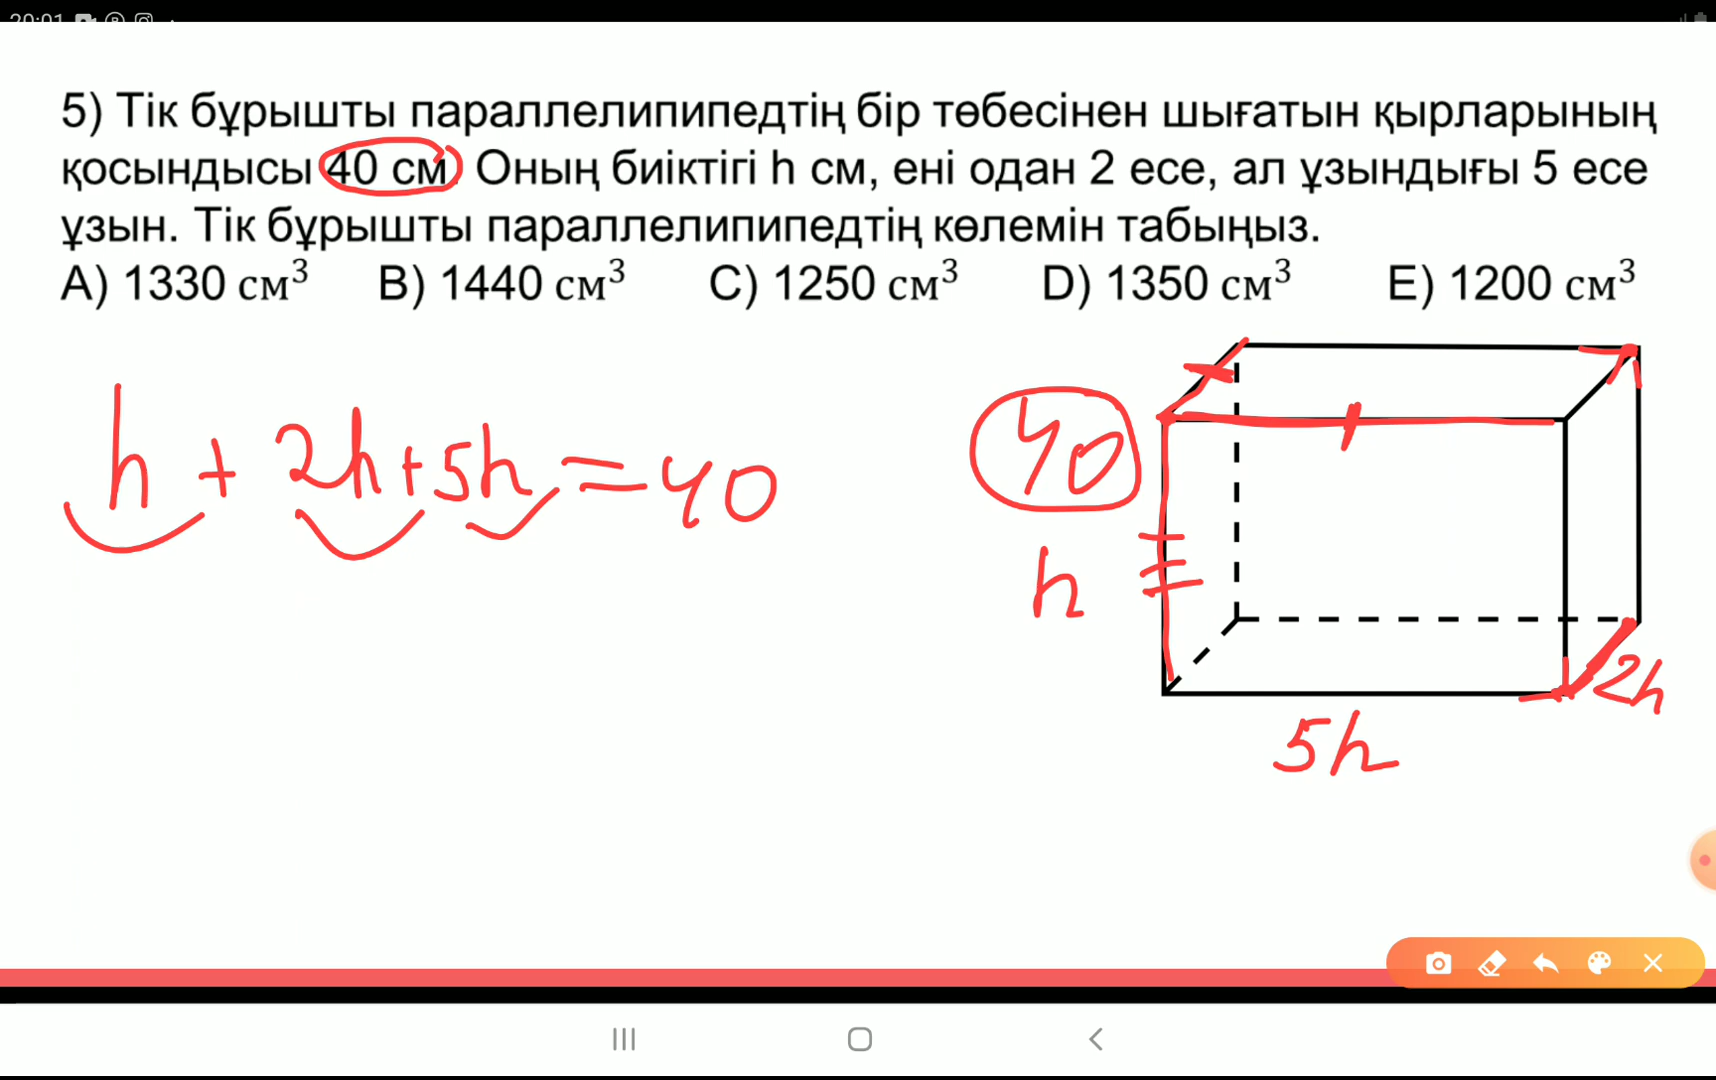 5) Тік бұрышты параллелипипедтің бір төбесінен шығатын қырларының
қосындысы 40 см. Оның биіктігі h см, ені одан 2 есе, ал ұзындығы 5 есе
ұзын. Тік бұрышты параллелипипедтің көлемін табыңыз.
A) 1330 см³ B) 1440 см³ C) 1250 см³ D) 1350 см³ E) 1200 см³
h + 2h + 5h = 40
40
h
2h
5h